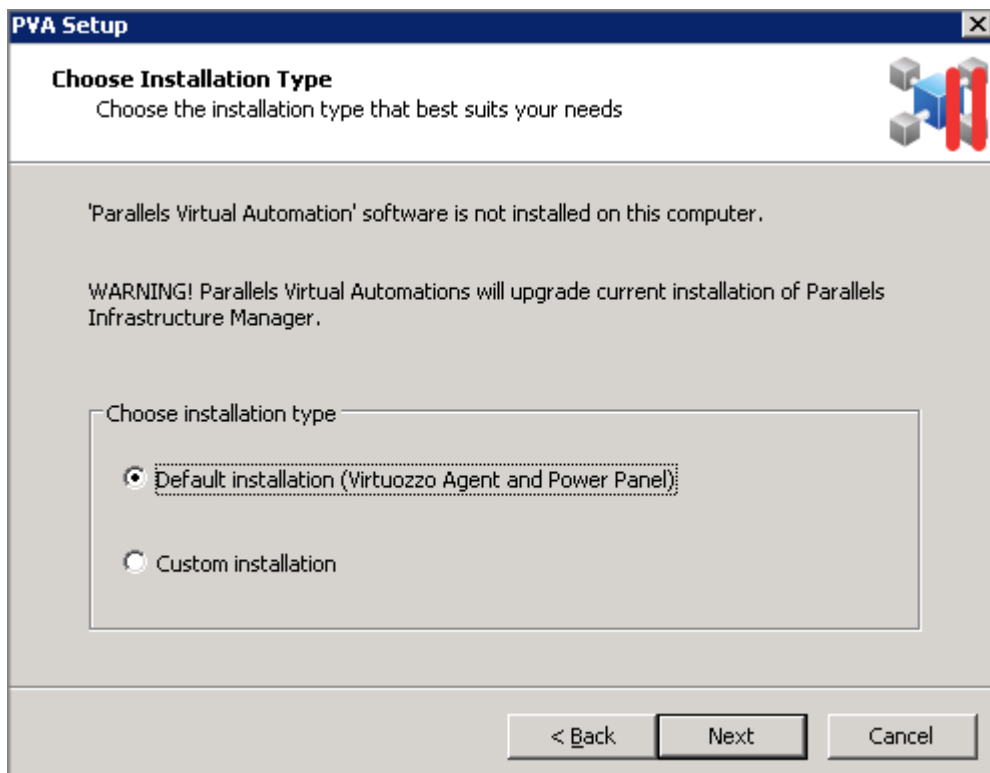 PVA Setup
Choose Installation Type
Choose the installation type that best suits your needs
'Parallels Virtual Automation' software is not installed on this computer.
WARNING! Parallels Virtual Automations will upgrade current installation of Parallels
Infrastructure Manager.
Choose installation type
Default installation (Virtuozzo Agent and Power Panel)
Custom installation
< Back Next Cancel